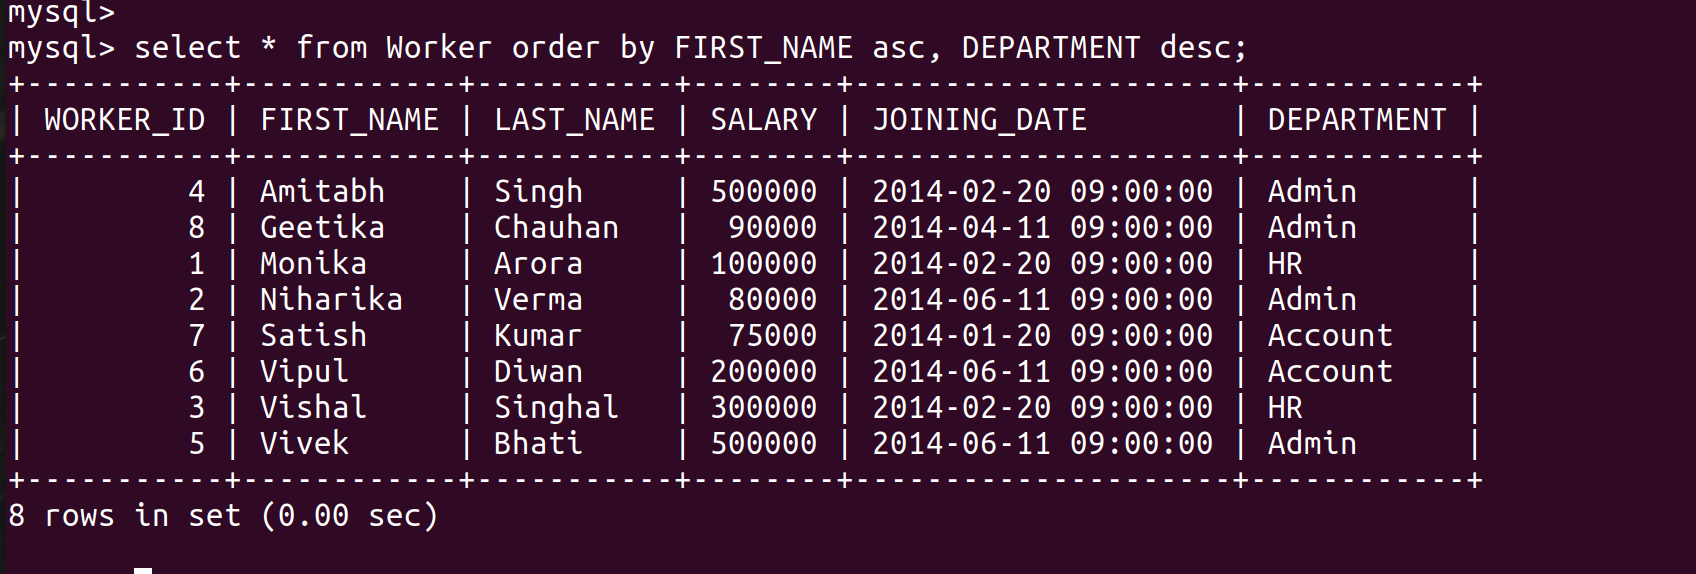 mysql>
mysql> select * from Worker order by FIRST_NAME asc, DEPARTMENT desc;
+-----------+------------+-----------+--------+---------------------+------------+
| WORKER_ID | FIRST_NAME | LAST_NAME | SALARY | JOINING_DATE        | DEPARTMENT |
+-----------+------------+-----------+--------+---------------------+------------+
|         4 | Amitabh    | Singh     | 500000 | 2014-02-20 09:00:00 | Admin      |
|         8 | Geetika    | Chauhan   |  90000 | 2014-04-11 09:00:00 | Admin      |
|         1 | Monika     | Arora     | 100000 | 2014-02-20 09:00:00 | HR         |
|         2 | Niharika   | Verma     |  80000 | 2014-06-11 09:00:00 | Admin      |
|         7 | Satish     | Kumar     |  75000 | 2014-01-20 09:00:00 | Account    |
|         6 | Vipul      | Diwan     | 200000 | 2014-06-11 09:00:00 | Account    |
|         3 | Vishal     | Singhal   | 300000 | 2014-02-20 09:00:00 | HR         |
|         5 | Vivek      | Bhati     | 500000 | 2014-06-11 09:00:00 | Admin      |
+-----------+------------+-----------+--------+---------------------+------------+
8 rows in set (0.00 sec)